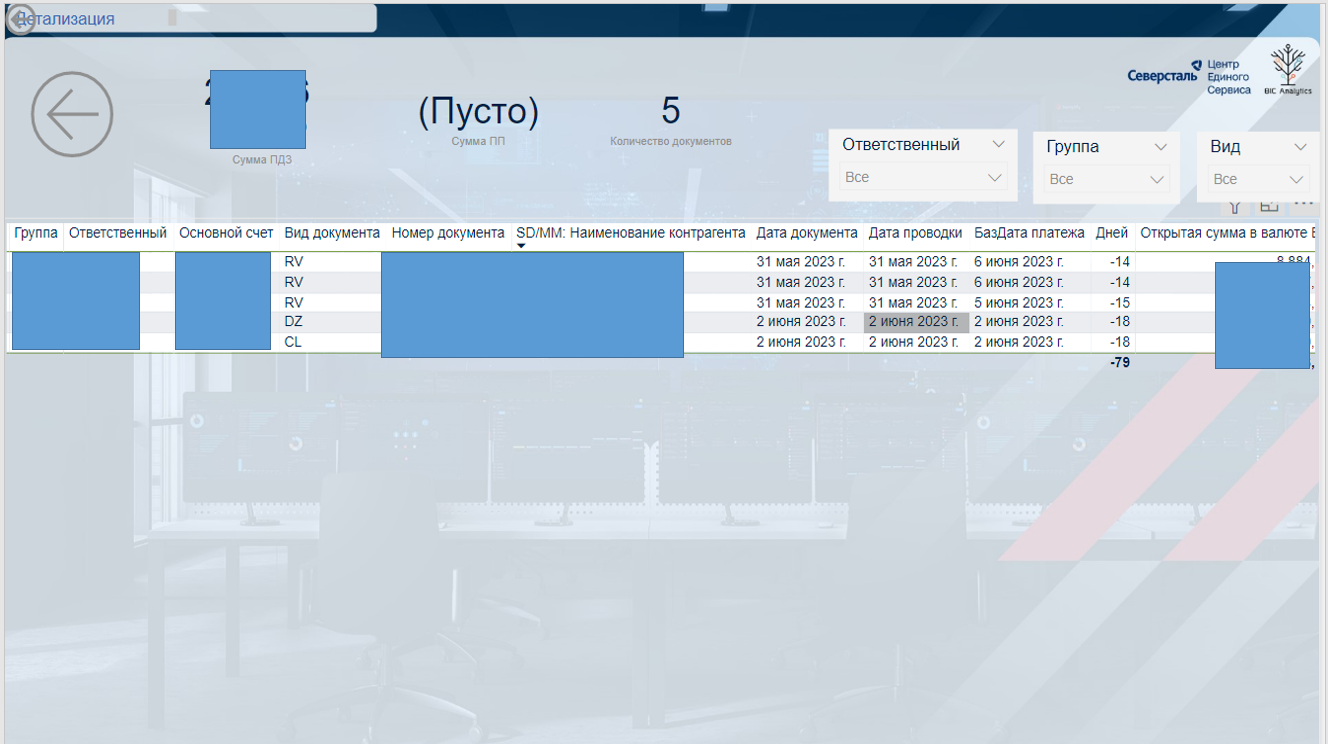 Детализация
Северсталь
Центр
Единого
Сервиса
BIC Analytics
(Пусто)
5
Сумма ПДЗ
Сумма ПП
Количество документов
Ответственный
Все
Группа
Все
Вид
Все
Группа Ответственный Основной счет Вид документа Номер документа SD/MM: Наименование контрагента Дата документа Дата проводки БазДата платежа Дней Открытая сумма в валюте
RV 31 мая 2023 г. 31 мая 2023 г. 6 июня 2023 г. -14
RV 31 мая 2023 г. 31 мая 2023 г. 6 июня 2023 г. -14
RV 31 мая 2023 г. 31 мая 2023 г. 5 июня 2023 г. -15
DZ 2 июня 2023 г. 2 июня 2023 г. 2 июня 2023 г. -18
CL 2 июня 2023 г. 2 июня 2023 г. 2 июня 2023 г. -18
-79